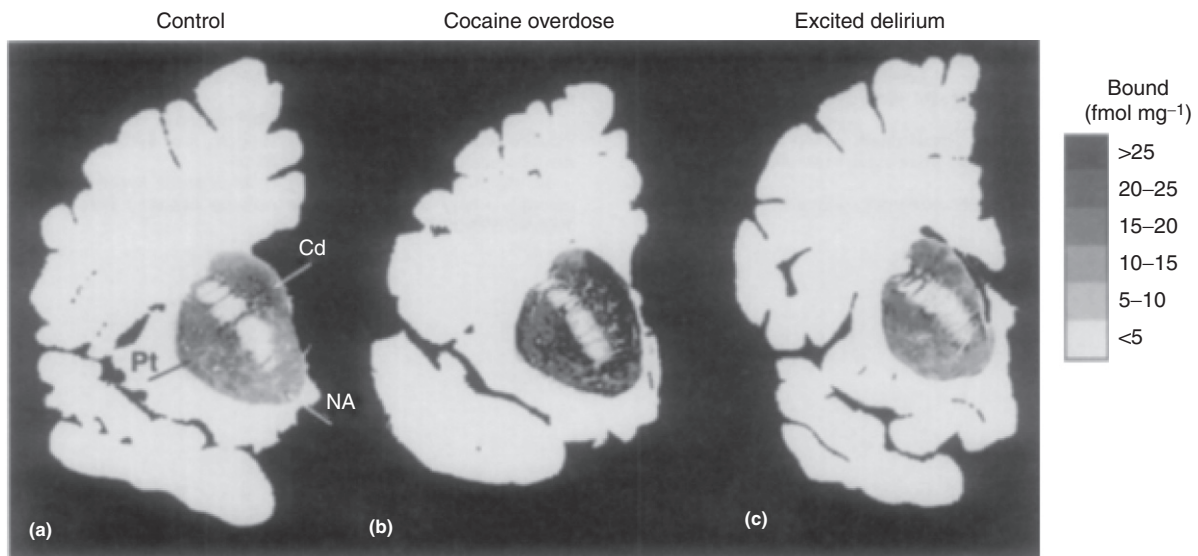 Control
Cocaine overdose
Excited delirium
Cd
Pt
NA
(a)
(b)
(c)
Bound
(fmol mg⁻¹)
>25
20–25
15–20
10–15
5–10
<5